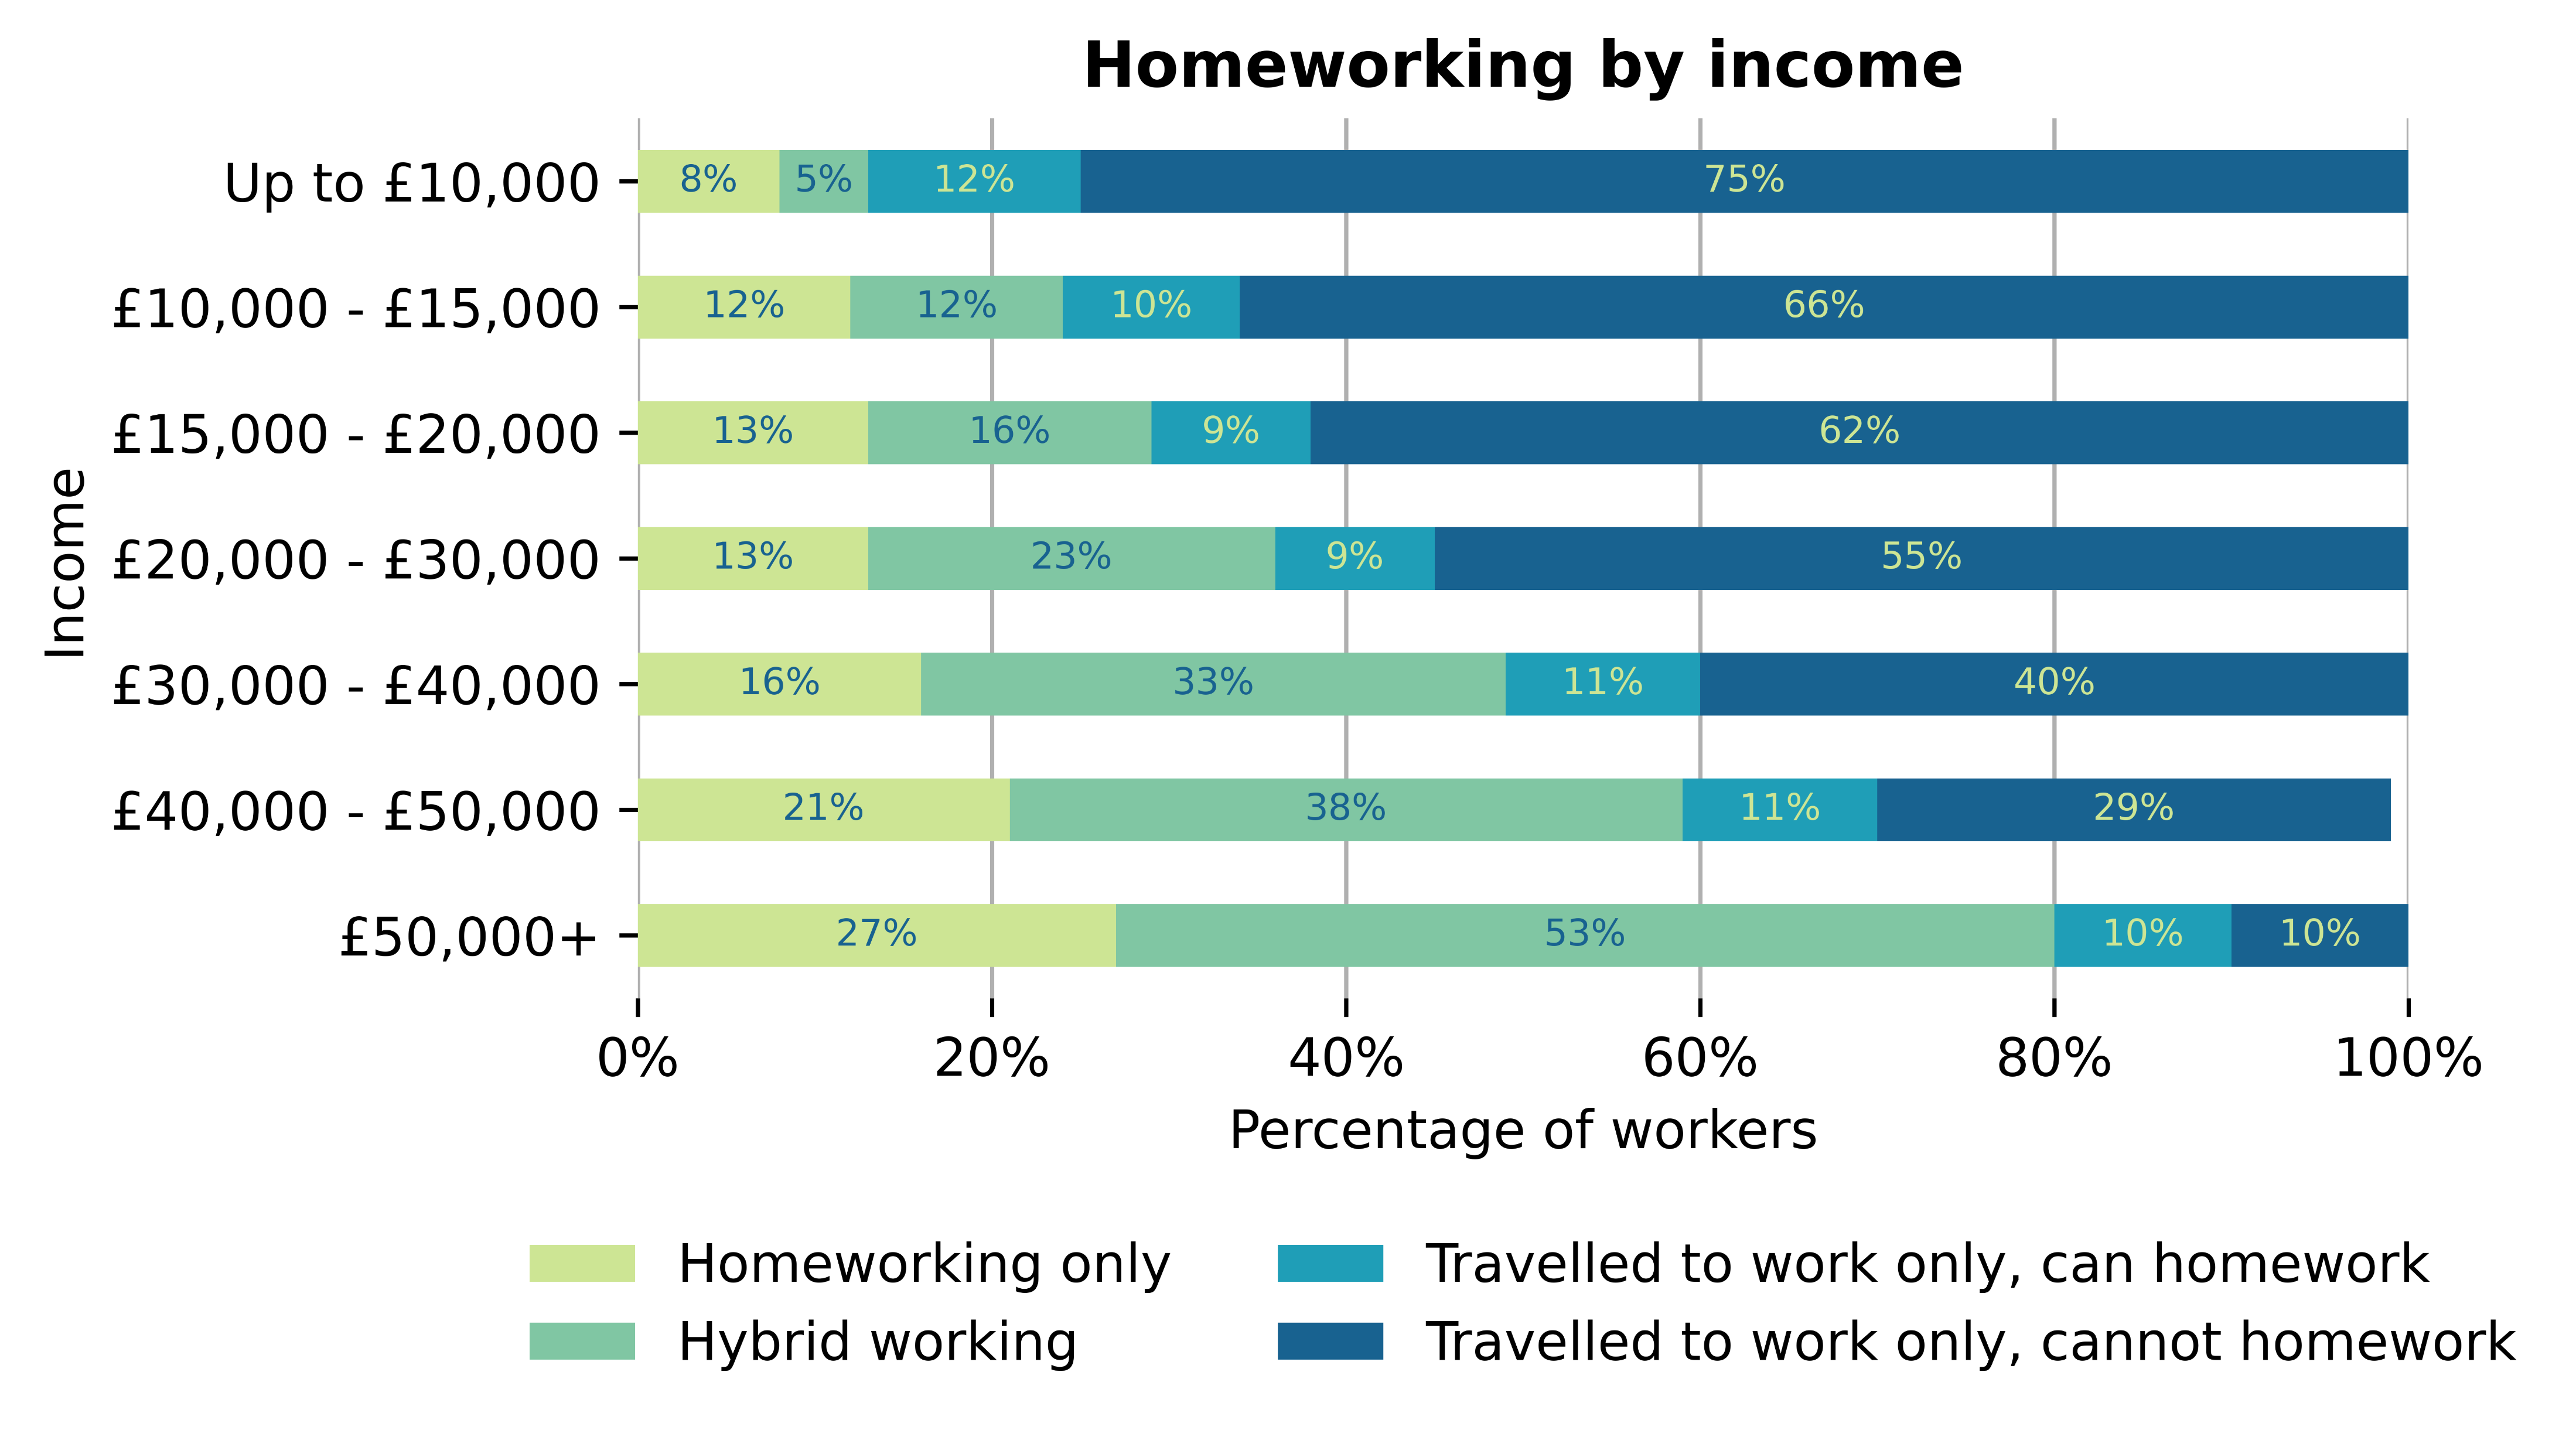 Homeworking by income
Income
Up to £10,000
8% 5% 12% 75%
£10,000 - £15,000
12% 12% 10% 66%
£15,000 - £20,000
13% 16% 9% 62%
£20,000 - £30,000
13% 23% 9% 55%
£30,000 - £40,000
16% 33% 11% 40%
£40,000 - £50,000
21% 38% 11% 29%
£50,000+
27% 53% 10% 10%
0% 20% 40% 60% 80% 100%
Percentage of workers
Homeworking only
Hybrid working
Travelled to work only, can homework
Travelled to work only, cannot homework